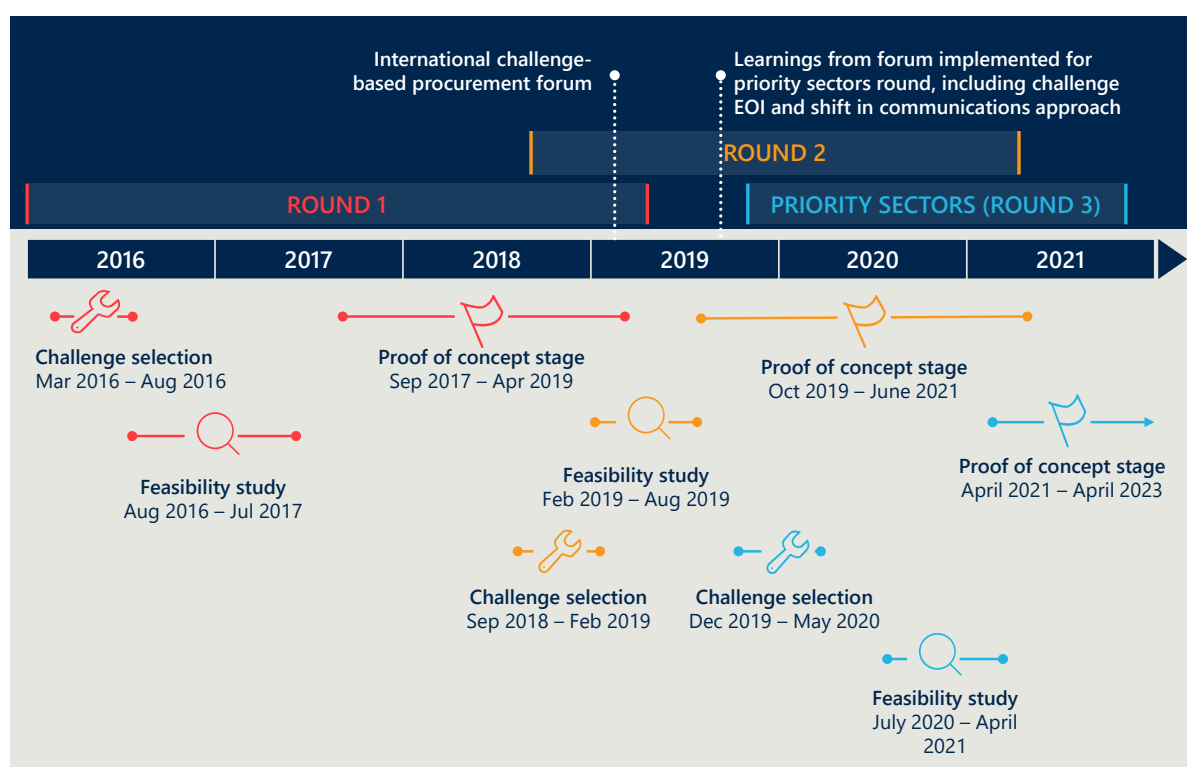 International challenge-
based procurement forum
Learnings from forum implemented for
priority sectors round, including challenge
EOI and shift in communications approach
ROUND 2
ROUND 1
PRIORITY SECTORS (ROUND 3)
2016
2017
2018
2019
2020
2021
Challenge selection
Mar 2016 – Aug 2016
Proof of concept stage
Sep 2017 – Apr 2019
Proof of concept stage
Oct 2019 – June 2021
Feasibility study
Aug 2016 – Jul 2017
Feasibility study
Feb 2019 – Aug 2019
Proof of concept stage
April 2021 – April 2023
Challenge selection
Sep 2018 – Feb 2019
Challenge selection
Dec 2019 – May 2020
Feasibility study
July 2020 – April
2021